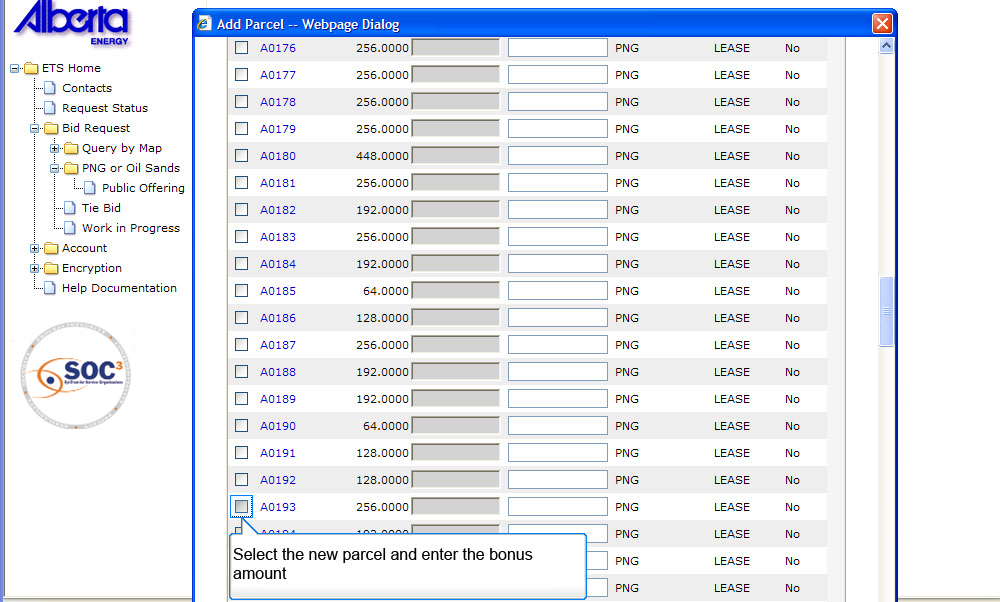 Alberta
ENERGY
ETS Home
Contacts
Request Status
Bid Request
Query by Map
PNG or Oil Sands
Public Offering
Tie Bid
Work in Progress
Account
Encryption
Help Documentation
SOC3
Add Parcel -- Webpage Dialog
A0176 256.0000 PNG LEASE No
A0177 256.0000 PNG LEASE No
A0178 256.0000 PNG LEASE No
A0179 256.0000 PNG LEASE No
A0180 448.0000 PNG LEASE No
A0181 256.0000 PNG LEASE No
A0182 192.0000 PNG LEASE No
A0183 256.0000 PNG LEASE No
A0184 192.0000 PNG LEASE No
A0185 64.0000 PNG LEASE No
A0186 128.0000 PNG LEASE No
A0187 256.0000 PNG LEASE No
A0188 192.0000 PNG LEASE No
A0189 192.0000 PNG LEASE No
A0190 64.0000 PNG LEASE No
A0191 128.0000 PNG LEASE No
A0192 128.0000 PNG LEASE No
A0193 256.0000 PNG LEASE No
A0194 192.0000 PNG LEASE No
PNG LEASE No
PNG LEASE No
Select the new parcel and enter the bonus
amount